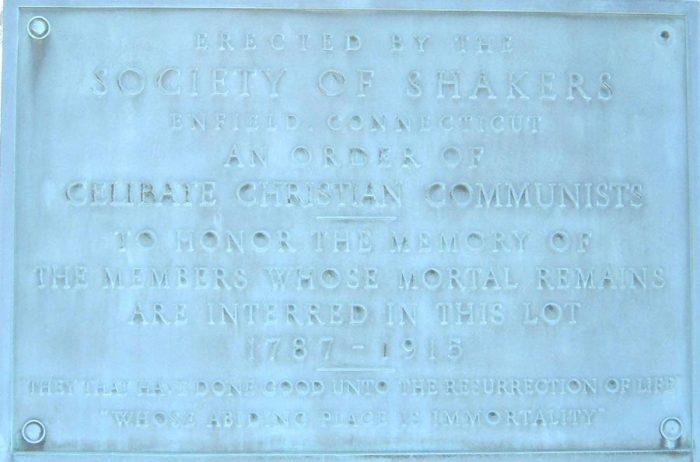 ERECTED BY THE
SOCIETY OF SHAKERS
ENFIELD, CONNECTICUT
AN ORDER OF
CELIBATE CHRISTIAN COMMUNISTS
TO HONOR THE MEMORY OF
THE MEMBERS WHOSE MORTAL REMAINS
ARE INTERRED IN THIS LOT
1787 - 1915
"THEY THAT HAVE DONE GOOD UNTO THE RESURRECTION OF LIFE"
"WHOSE ABIDING PLACE IS IMMORTALITY"